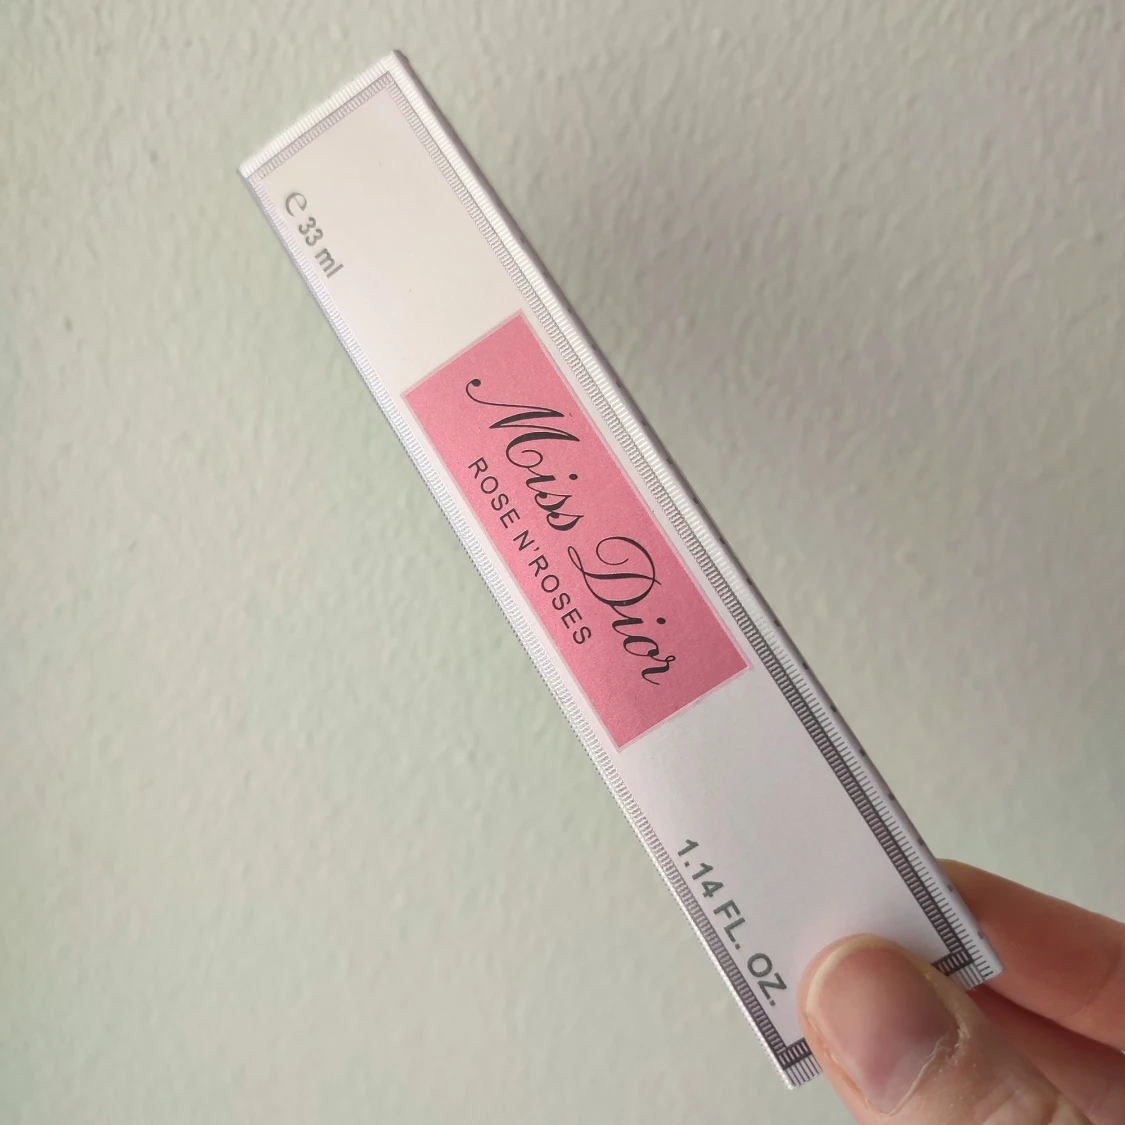 ℮ 33 ml
Miss Dior
ROSE N'ROSES
1.14 FL. OZ.